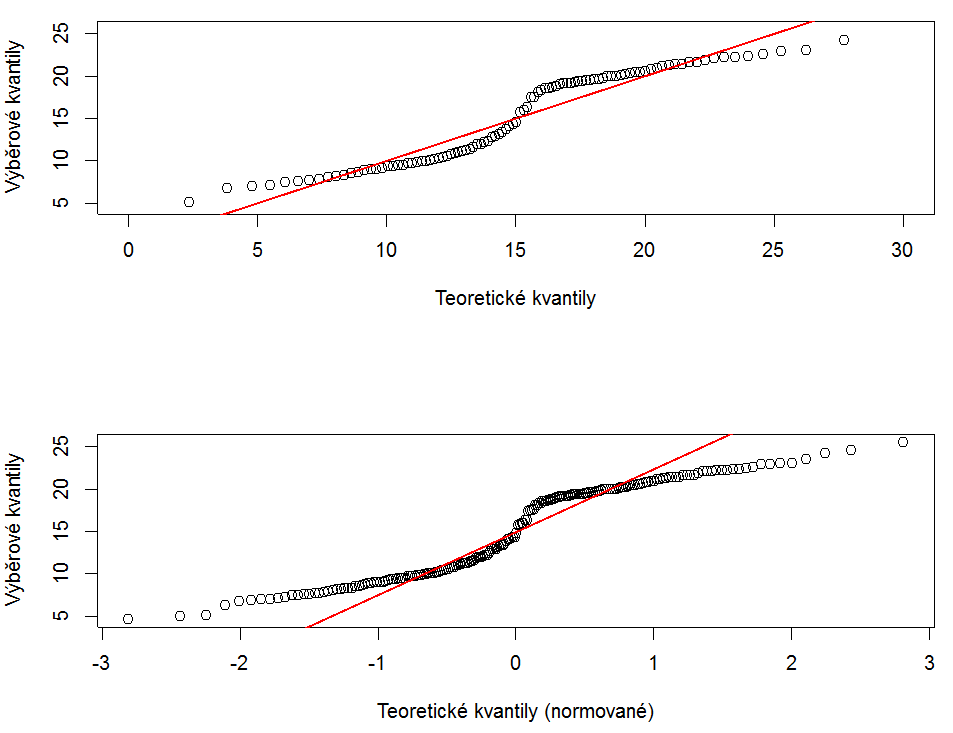 Výběrové kvantily
25
20
15
10
5
0 5 10 15 20 25 30
Teoretické kvantily
Výběrové kvantily
25
20
15
10
5
-3 -2 -1 0 1 2 3
Teoretické kvantily (normované)